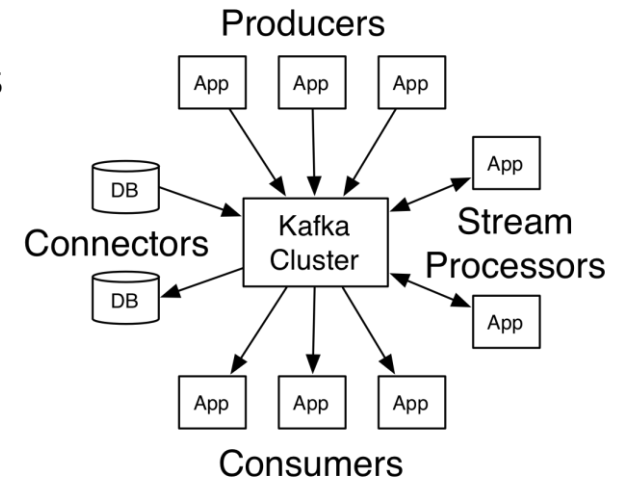 Producers
s
App
App
App
DB
App
Kafka
Cluster
Connectors
Stream
Processors
DB
App
App
App
App
Consumers